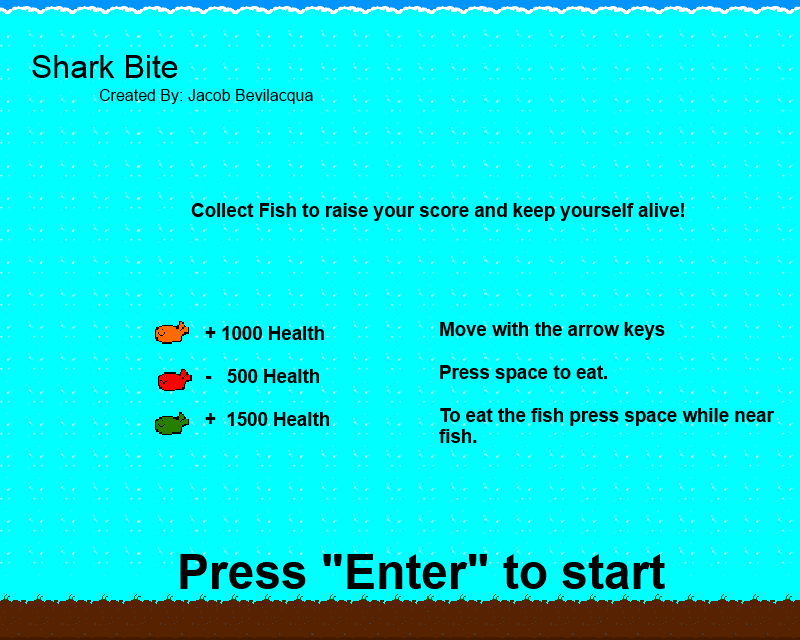 Shark Bite
Created By: Jacob Bevilacqua
Collect Fish to raise your score and keep yourself alive!
+ 1000 Health
- 500 Health
+ 1500 Health
Move with the arrow keys
Press space to eat.
To eat the fish press space while near
fish.
Press "Enter" to start